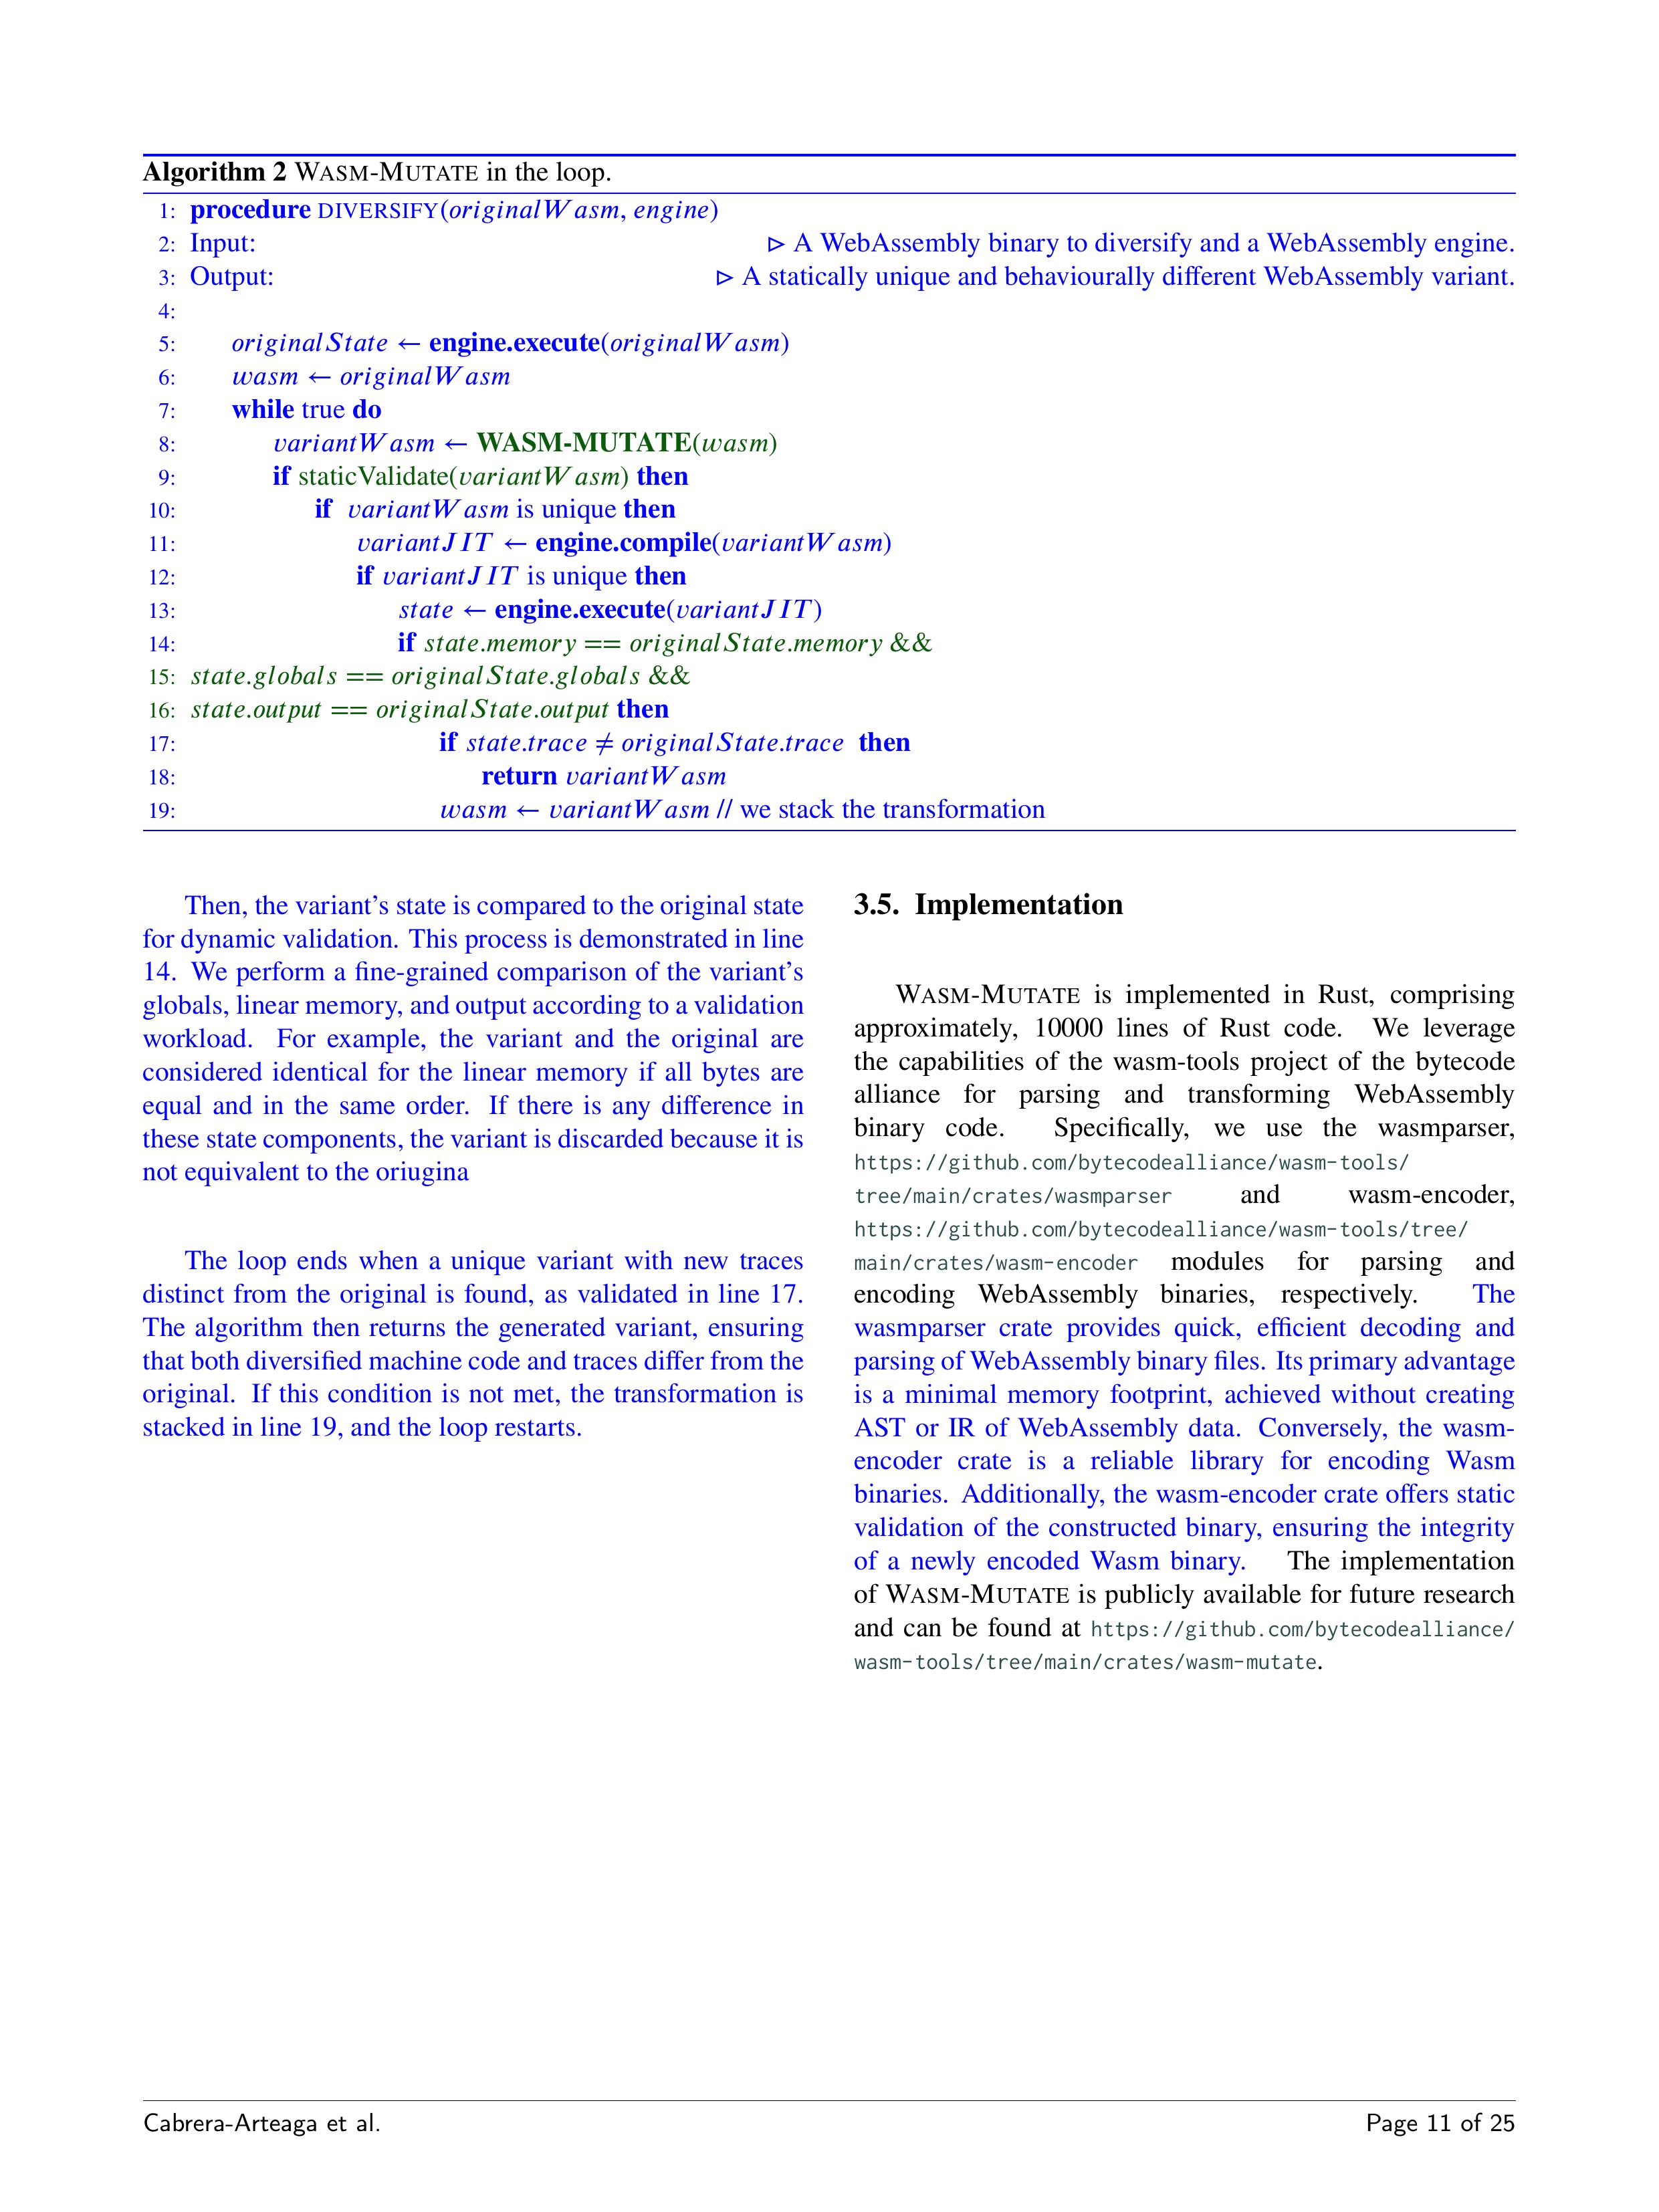 Algorithm 2 WASM-MUTATE in the loop.
1: procedure DIVERSIFY(originalWasm, engine)
2: Input: ▷ A WebAssembly binary to diversify and a WebAssembly engine.
3: Output: ▷ A statically unique and behaviourally different WebAssembly variant.
4:
5: originalState ← engine.execute(originalWasm)
6: wasm ← originalWasm
7: while true do
8: variantWasm ← WASM-MUTATE(wasm)
9: if staticValidate(variantWasm) then
10: if variantWasm is unique then
11: variantJIT ← engine.compile(variantWasm)
12: if variantJIT is unique then
13: state ← engine.execute(variantJIT)
14: if state.memory == originalState.memory &&
15: state.globals == originalState.globals &&
16: state.output == originalState.output then
17: if state.trace ≠ originalState.trace then
18: return variantWasm
19: wasm ← variantWasm // we stack the transformation
Then, the variant's state is compared to the original state
for dynamic validation. This process is demonstrated in line
14. We perform a fine-grained comparison of the variant's
globals, linear memory, and output according to a validation
workload. For example, the variant and the original are
considered identical for the linear memory if all bytes are
equal and in the same order. If there is any difference in
these state components, the variant is discarded because it is
not equivalent to the oriugina
The loop ends when a unique variant with new traces
distinct from the original is found, as validated in line 17.
The algorithm then returns the generated variant, ensuring
that both diversified machine code and traces differ from the
original. If this condition is not met, the transformation is
stacked in line 19, and the loop restarts.
3.5. Implementation
WASM-MUTATE is implemented in Rust, comprising
approximately, 10000 lines of Rust code. We leverage
the capabilities of the wasm-tools project of the bytecode
alliance for parsing and transforming WebAssembly
binary code. Specifically, we use the wasmparser,
https://github.com/bytecodealliance/wasm-tools/
tree/main/crates/wasmparser and wasm-encoder,
https://github.com/bytecodealliance/wasm-tools/tree/
main/crates/wasm-encoder modules for parsing and
encoding WebAssembly binaries, respectively. The
wasmparser crate provides quick, efficient decoding and
parsing of WebAssembly binary files. Its primary advantage
is a minimal memory footprint, achieved without creating
AST or IR of WebAssembly data. Conversely, the wasm-
encoder crate is a reliable library for encoding Wasm
binaries. Additionally, the wasm-encoder crate offers static
validation of the constructed binary, ensuring the integrity
of a newly encoded Wasm binary. The implementation
of WASM-MUTATE is publicly available for future research
and can be found at https://github.com/bytecodealliance/
wasm-tools/tree/main/crates/wasm-mutate.
Cabrera-Arteaga et al. Page 11 of 25